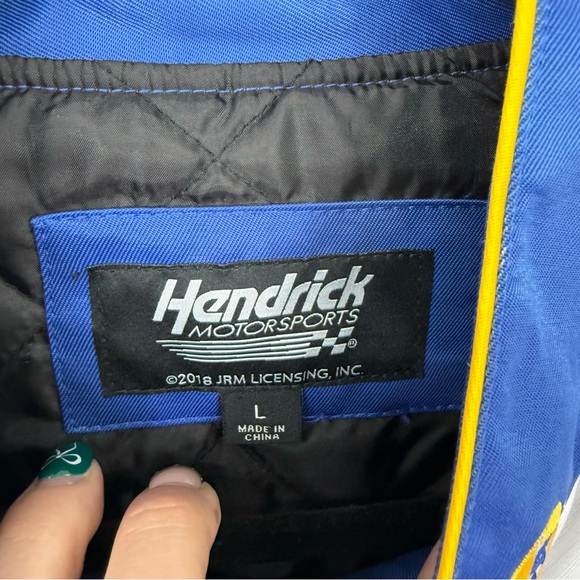 Hendrick
MOTORSPORTS
®
©2018 JRM LICENSING, INC.
L
MADE IN
CHINA